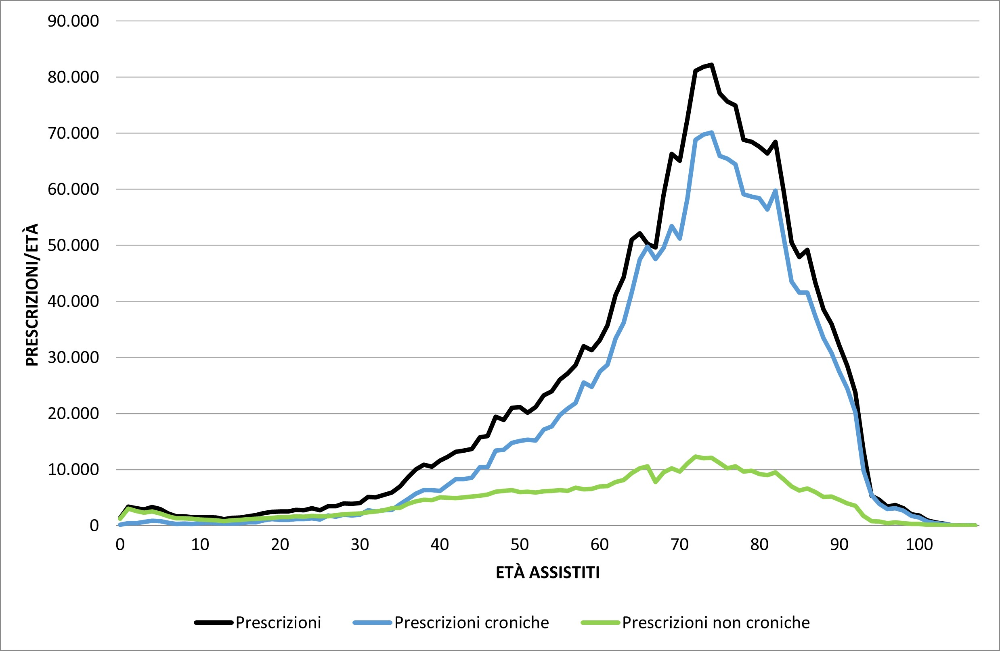 90.000
80.000
70.000
60.000
50.000
40.000
30.000
20.000
10.000
0
PRESCRIZIONI/ETÀ
0 10 20 30 40 50 60 70 80 90 100
ETÀ ASSISTITI
Prescrizioni Prescrizioni croniche Prescrizioni non croniche